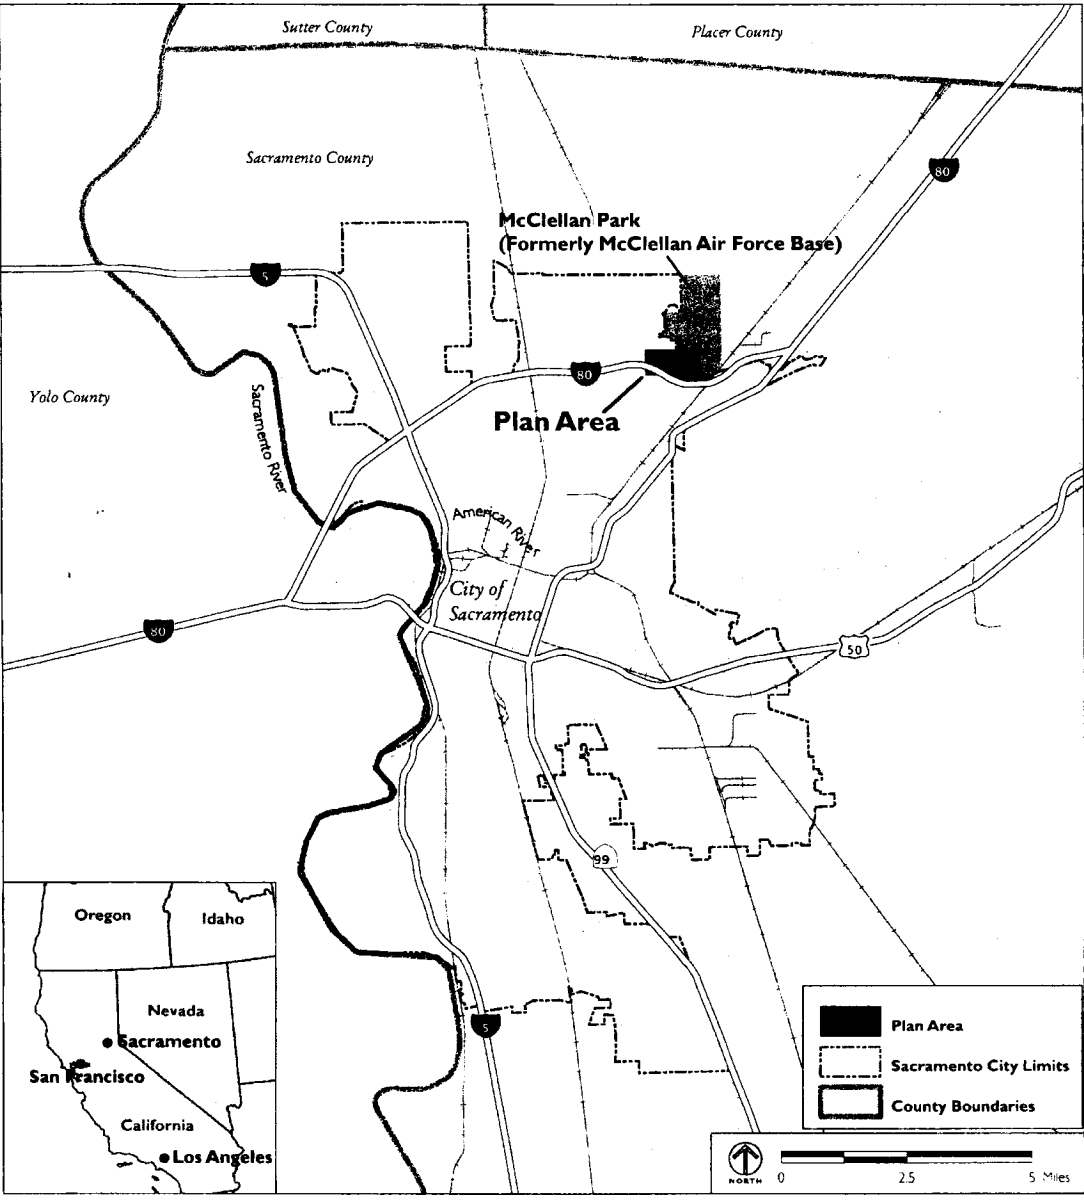 Sutter County
Placer County
Sacramento County
80
McClellan Park
(Formerly McClellan Air Force Base)
5
80
Yolo County
Sacramento River
Plan Area
American River
City of
Sacramento
80
50
99
Oregon
Idaho
Nevada
Sacramento
San Francisco
California
Los Angeles
5
Plan Area
Sacramento City Limits
County Boundaries
NORTH
0 2.5 5 Miles